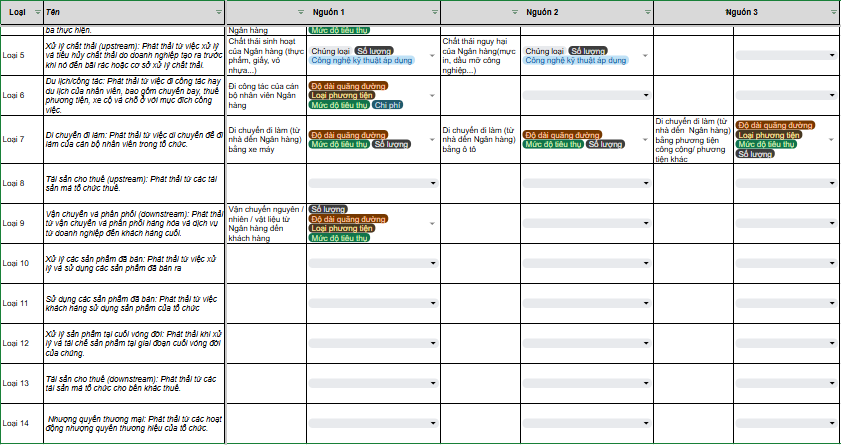 Loại Tên Nguồn 1 Nguồn 2 Nguồn 3
ba thực hiện. Ngân hàng Mức độ tiêu thụ
Loại 5
Xử lý chất thải (upstream): Phát thải từ việc xử lý
và tiêu hủy chất thải do doanh nghiệp tạo ra trước
khi nó đến bãi rác hoặc cơ sở xử lý chất thải.
Chất thải sinh hoạt
của Ngân hàng (thực
phẩm, giấy, vỏ
nhựa...)
Chủng loại Số lượng
Công nghệ kỹ thuật áp dụng
Chất thải nguy hại
của Ngân hàng(mực
in, dầu mỡ công
nghiệp...)
Chủng loại Số lượng
Công nghệ kỹ thuật áp dụng
Loại 6
Du lịch/công tác: Phát thải từ việc đi công tác hay
du lịch của nhân viên, bao gồm chuyến bay, thuê
phương tiện, xe cộ và chỗ ở với mục đích công
việc.
Đi công tác của cán
bộ nhân viên Ngân
hàng
Độ dài quãng đường
Loại phương tiện
Mức độ tiêu thụ Chi phí
Loại 7
Di chuyển đi làm: Phát thải từ việc di chuyển để đi
làm của cán bộ nhân viên trong tổ chức.
Di chuyển đi làm (từ
nhà đến Ngân hàng)
bằng xe máy
Độ dài quãng đường
Mức độ tiêu thụ Số lượng
Di chuyển đi làm (từ
nhà đến Ngân hàng)
bằng ô tô
Độ dài quãng đường
Mức độ tiêu thụ Số lượng
Di chuyển đi làm (từ
nhà đến Ngân hàng)
bằng phương tiện
công cộng/ phương
tiện khác
Độ dài quãng đường
Loại phương tiện
Mức độ tiêu thụ
Số lượng
Loại 8
Tài sản cho thuê (upstream): Phát thải từ các tài
sản mà tổ chức thuê.
Loại 9
Vận chuyển và phân phối (downstream): Phát thải
từ vận chuyển và phân phối hàng hóa và dịch vụ
từ doanh nghiệp đến khách hàng cuối.
Vận chuyển nguyên /
nhiên / vật liệu từ
Ngân hàng đến
khách hàng
Số lượng
Độ dài quãng đường
Loại phương tiện
Mức độ tiêu thụ
Loại 10
Xử lý các sản phẩm đã bán: Phát thải từ việc xử
lý và sử dụng các sản phẩm đã bán ra
Loại 11
Sử dụng các sản phẩm đã bán: Phát thải từ việc
khách hàng sử dụng sản phẩm của tổ chức
Loại 12
Xử lý sản phẩm tại cuối vòng đời: Phát thải khi xử
lý và tái chế sản phẩm tại giai đoạn cuối vòng đời
của chúng.
Loại 13
Tài sản cho thuê (downstream): Phát thải từ các
tài sản mà tổ chức cho bên khác thuê.
Loại 14
Nhượng quyền thương mại: Phát thải từ các hoạt
động nhượng quyền thương hiệu của tổ chức.